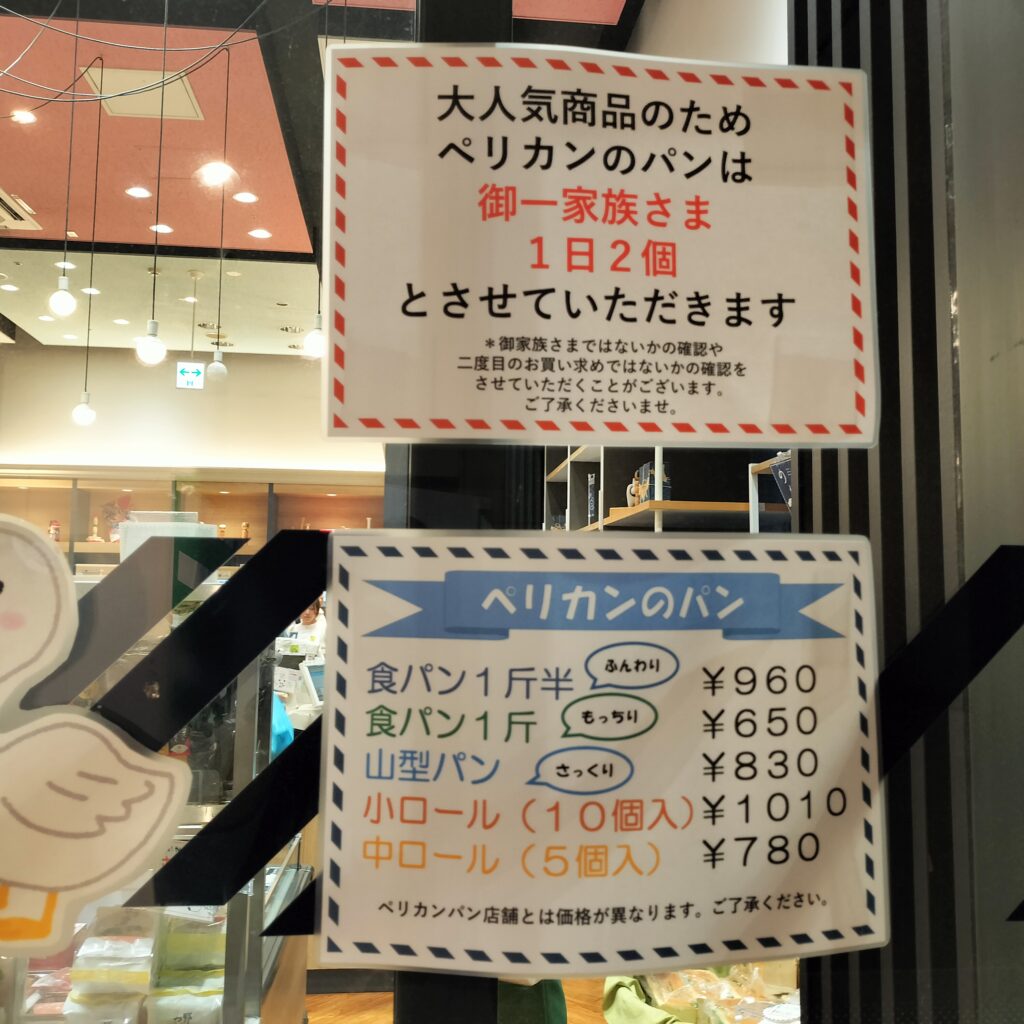 大人気商品のため
ペリカンのパンは
御一家族さま
1日2個
とさせていただきます
＊御家族さまではないかの確認や
二度目のお買い求めではないかの確認を
させていただくことがございます。
ご了承くださいませ。
ペリカンのパン
食パン1斤半 ふんわり ¥960
食パン1斤 もっちり ¥650
山型パン さっくり ¥830
小ロール（10個入）¥1010
中ロール（5個入） ¥780
ペリカンパン店舗とは価格が異なります。ご了承ください。